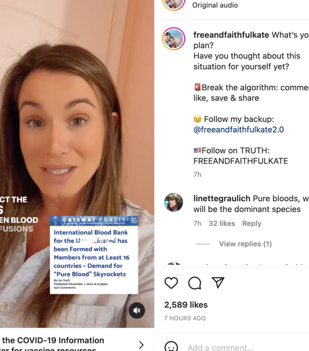 Original audio
freeandfaithfulkate What's yo
plan?
Have you thought about this
situation for yourself yet?
🚨Break the algorithm: comme
like, save & share
Follow my backup:
@freeandfaithfulkate2.0
🇺🇸Follow on TRUTH:
FREEANDFAITHFULKATE
7h
linettegraulich Pure bloods, w
will be the dominant species
7h 32 likes Reply
View replies (1)
2,589 likes
7 HOURS AGO
Add a comment...
CT THE
S
EN BLOOD
FUSIONS
GATEWAY PUNDIT
International Blood Bank
for the
has
been Formed with
Members from at Least 16
countries – Demand for
"Pure Blood" Skyrockets
By Jim Hoft
the COVID-19 Information
ter for vaccine resources